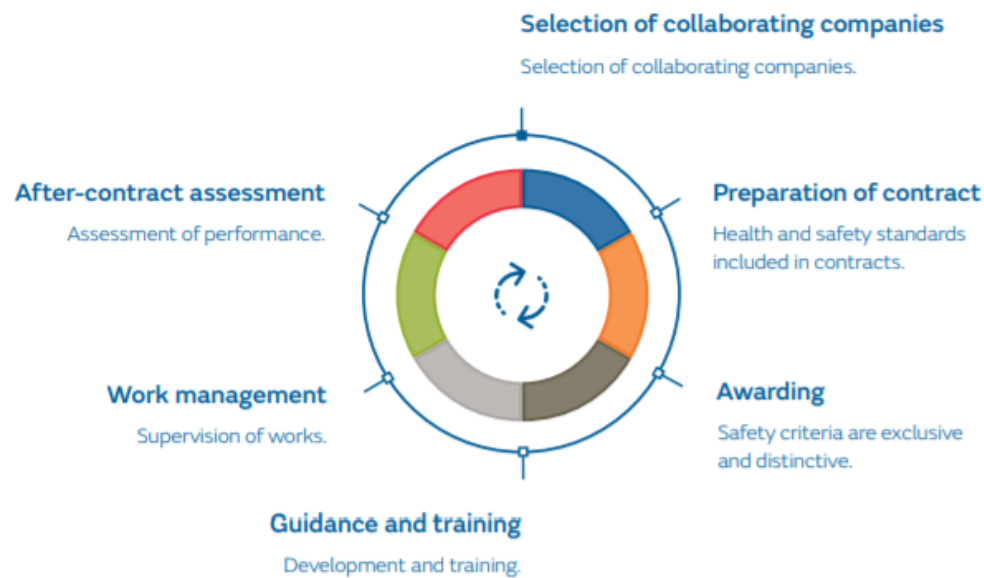 Selection of collaborating companies
Selection of collaborating companies.
Preparation of contract
Health and safety standards
included in contracts.
Awarding
Safety criteria are exclusive
and distinctive.
Guidance and training
Development and training.
Work management
Supervision of works.
After-contract assessment
Assessment of performance.